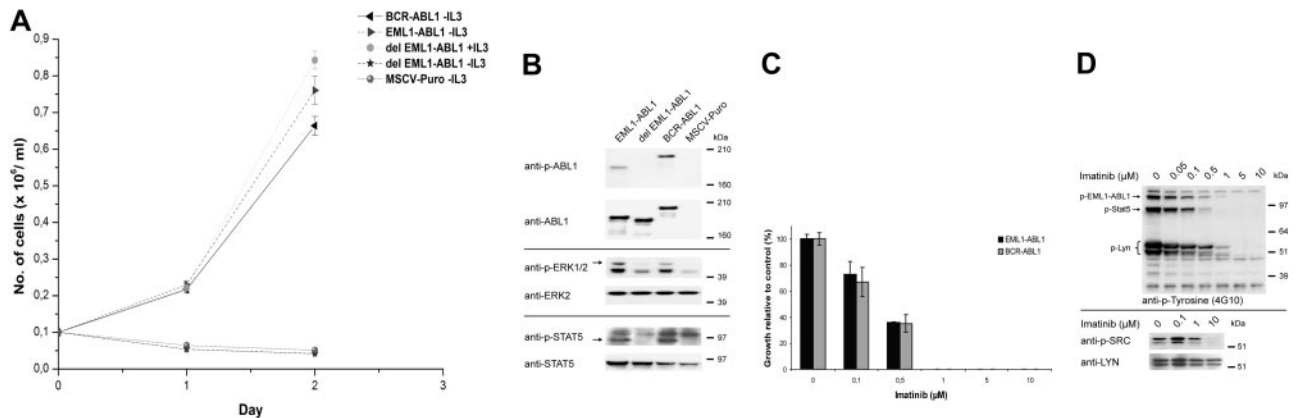 A
No. of cells (x 10⁶/ ml)
0,9
0,8
0,7
0,6
0,5
0,4
0,3
0,2
0,1
0,0
0
1
2
3
Day
BCR-ABL1 -IL3
EML1-ABL1 -IL3
del EML1-ABL1 +IL3
del EML1-ABL1 -IL3
MSCV-Puro -IL3
B
EML1-ABL1
del EML1-ABL1
BCR-ABL1
MSCV-Puro
kDa
anti-p-ABL1
210
160
anti-ABL1
210
160
anti-p-ERK1/2
39
anti-ERK2
39
anti-p-STAT5
97
anti-STAT5
97
C
Growth relative to control (%)
120
100
80
60
40
20
0
0
0,1
0,5
1
5
10
Imatinib (µM)
EML1-ABL1
BCR-ABL1
D
Imatinib (µM) 0 0.05 0.1 0.5 1 5 10 kDa
p-EML1-ABL1
p-Stat5
p-Lyn
97
64
51
39
anti-p-Tyrosine (4G10)
Imatinib (µM) 0 0.1 1 10 kDa
anti-p-SRC
51
anti-LYN
51